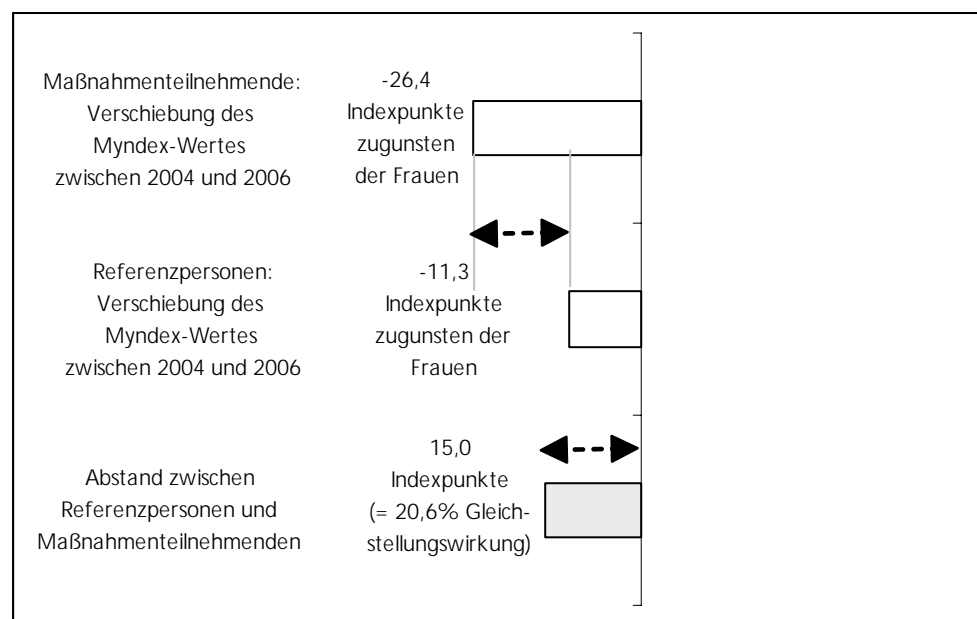 Maßnahmenteilnehmende:
Verschiebung des
Myndex-Wertes
zwischen 2004 und 2006
-26,4
Indexpunkte
zugunsten
der Frauen
Referenzpersonen:
Verschiebung des
Myndex-Wertes
zwischen 2004 und 2006
-11,3
Indexpunkte
zugunsten der
Frauen
Abstand zwischen
Referenzpersonen und
Maßnahmenteilnehmenden
15,0
Indexpunkte
(= 20,6% Gleich-
stellungswirkung)